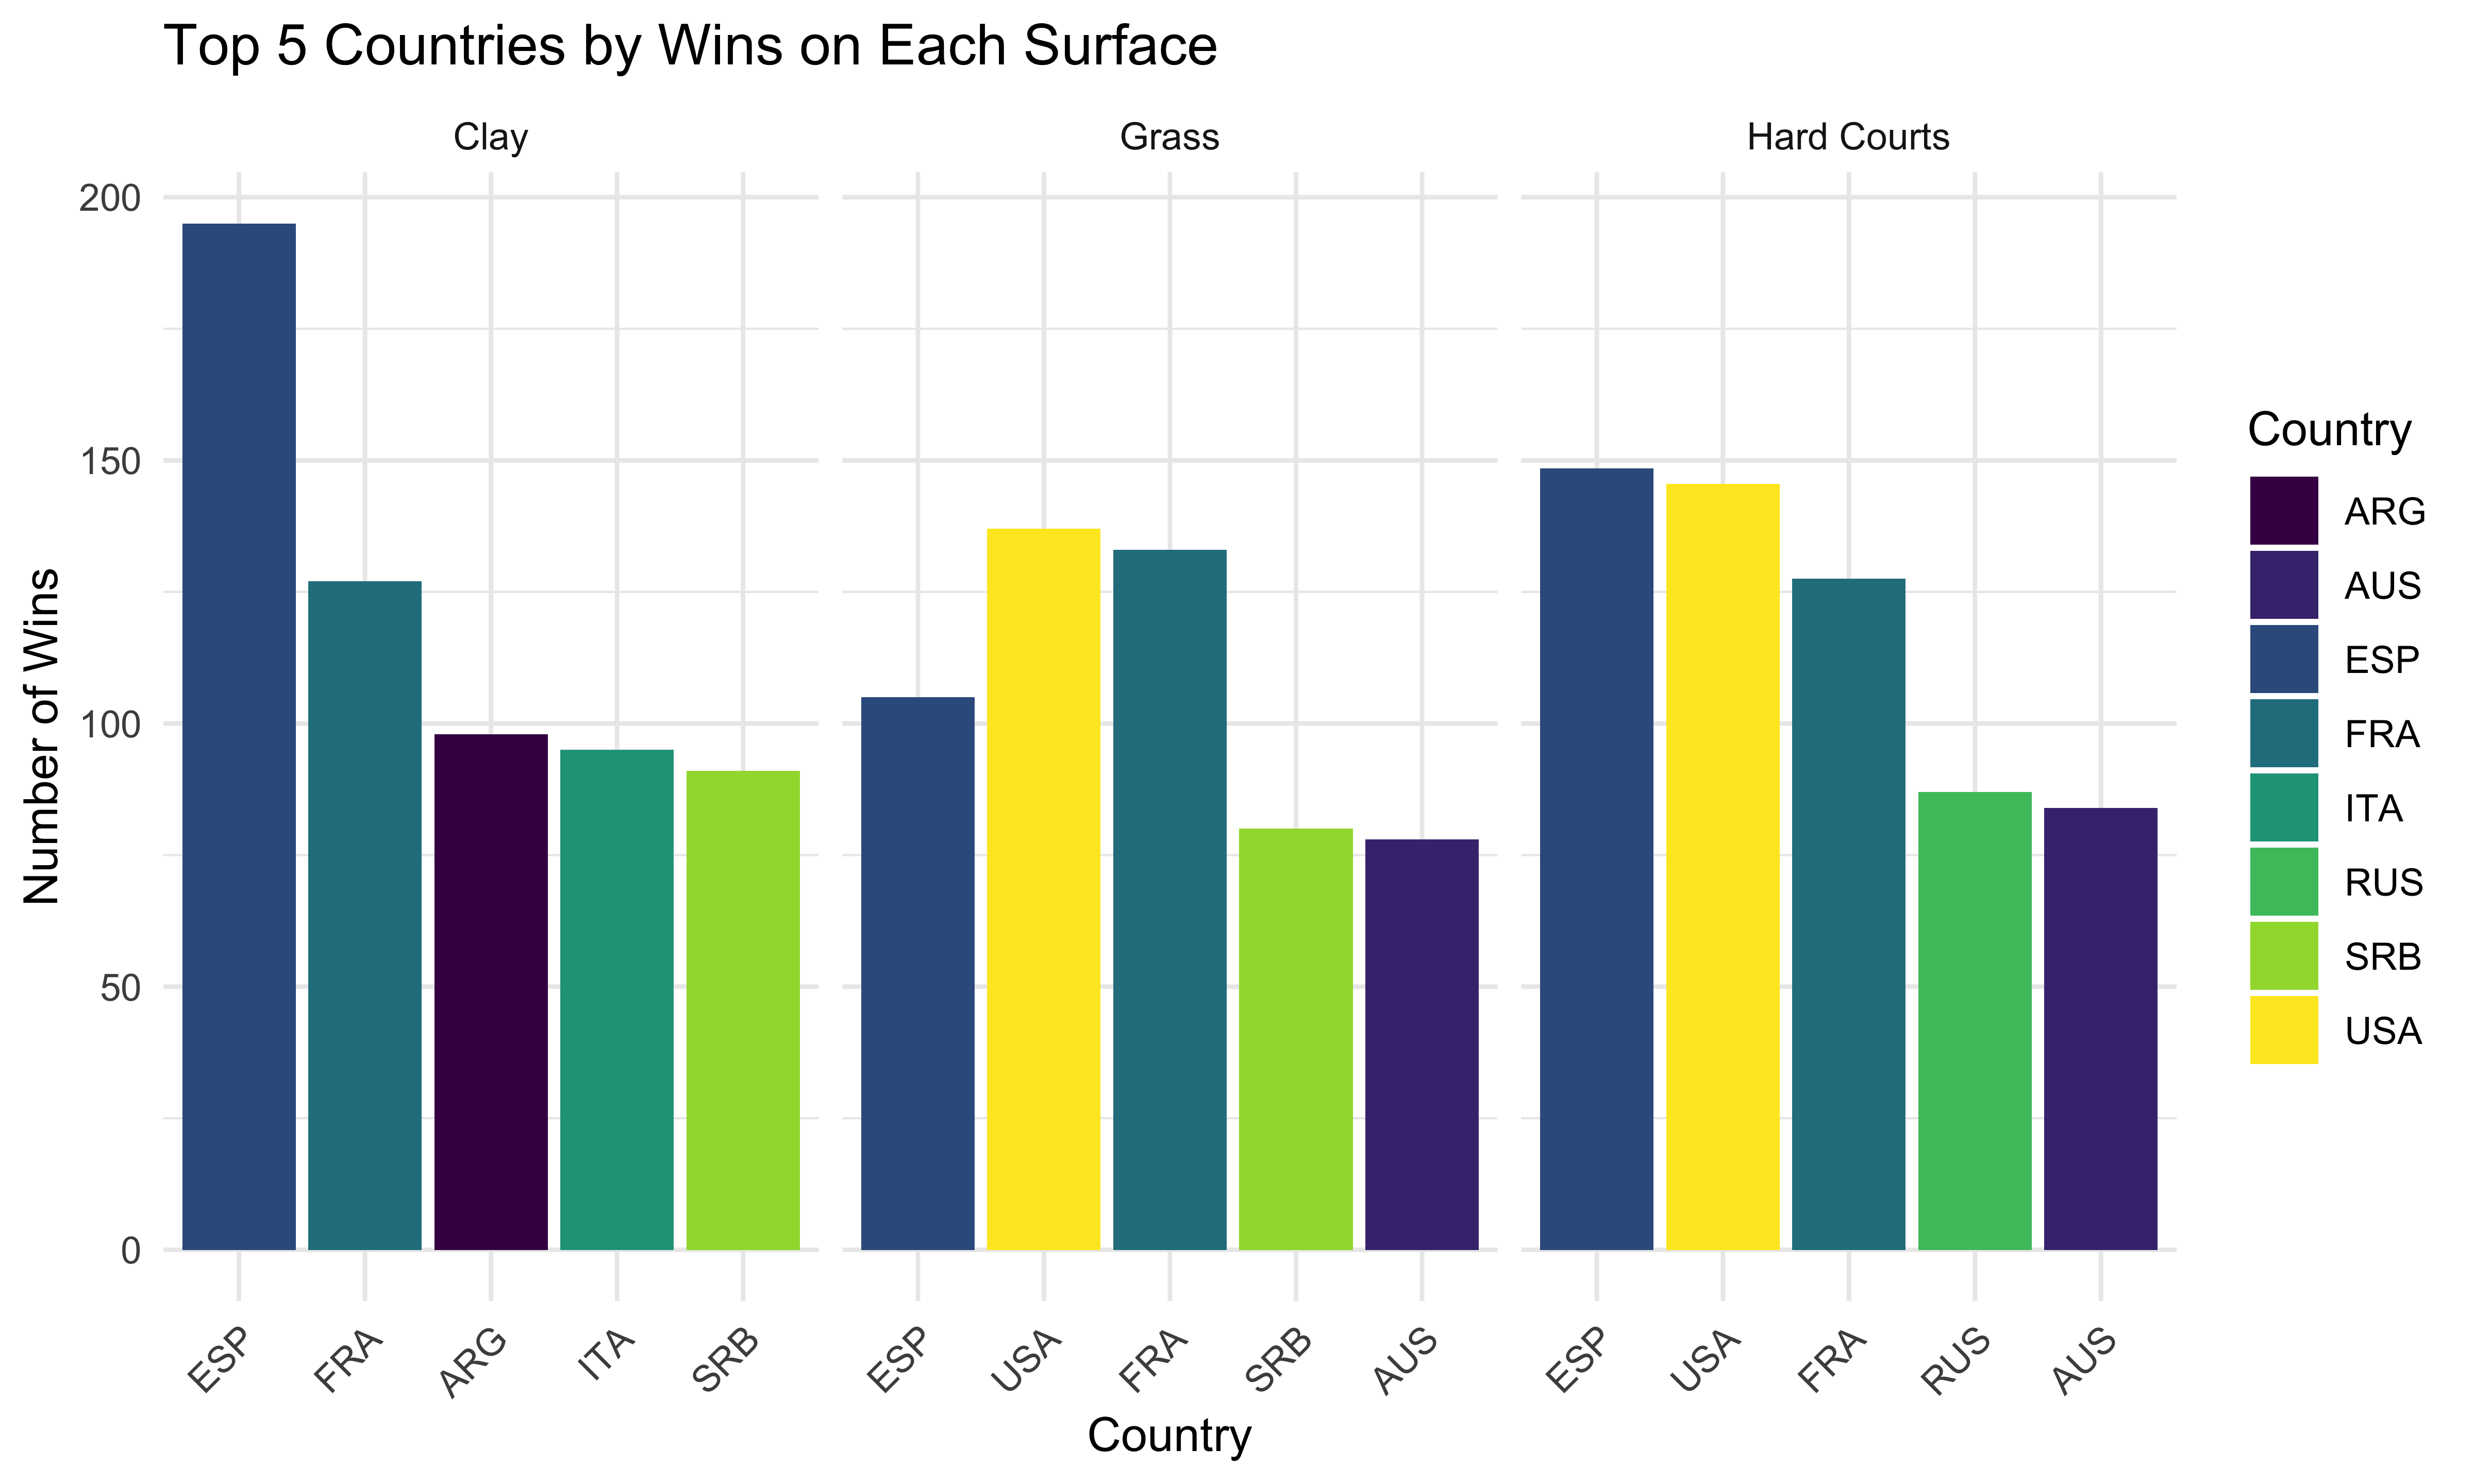 Top 5 Countries by Wins on Each Surface
Clay Grass Hard Courts
200
150
100
50
0
Number of Wins
ESP FRA ARG ITA SRB ESP USA FRA SRB AUS ESP USA FRA RUS AUS
Country
Country
ARG
AUS
ESP
FRA
ITA
RUS
SRB
USA